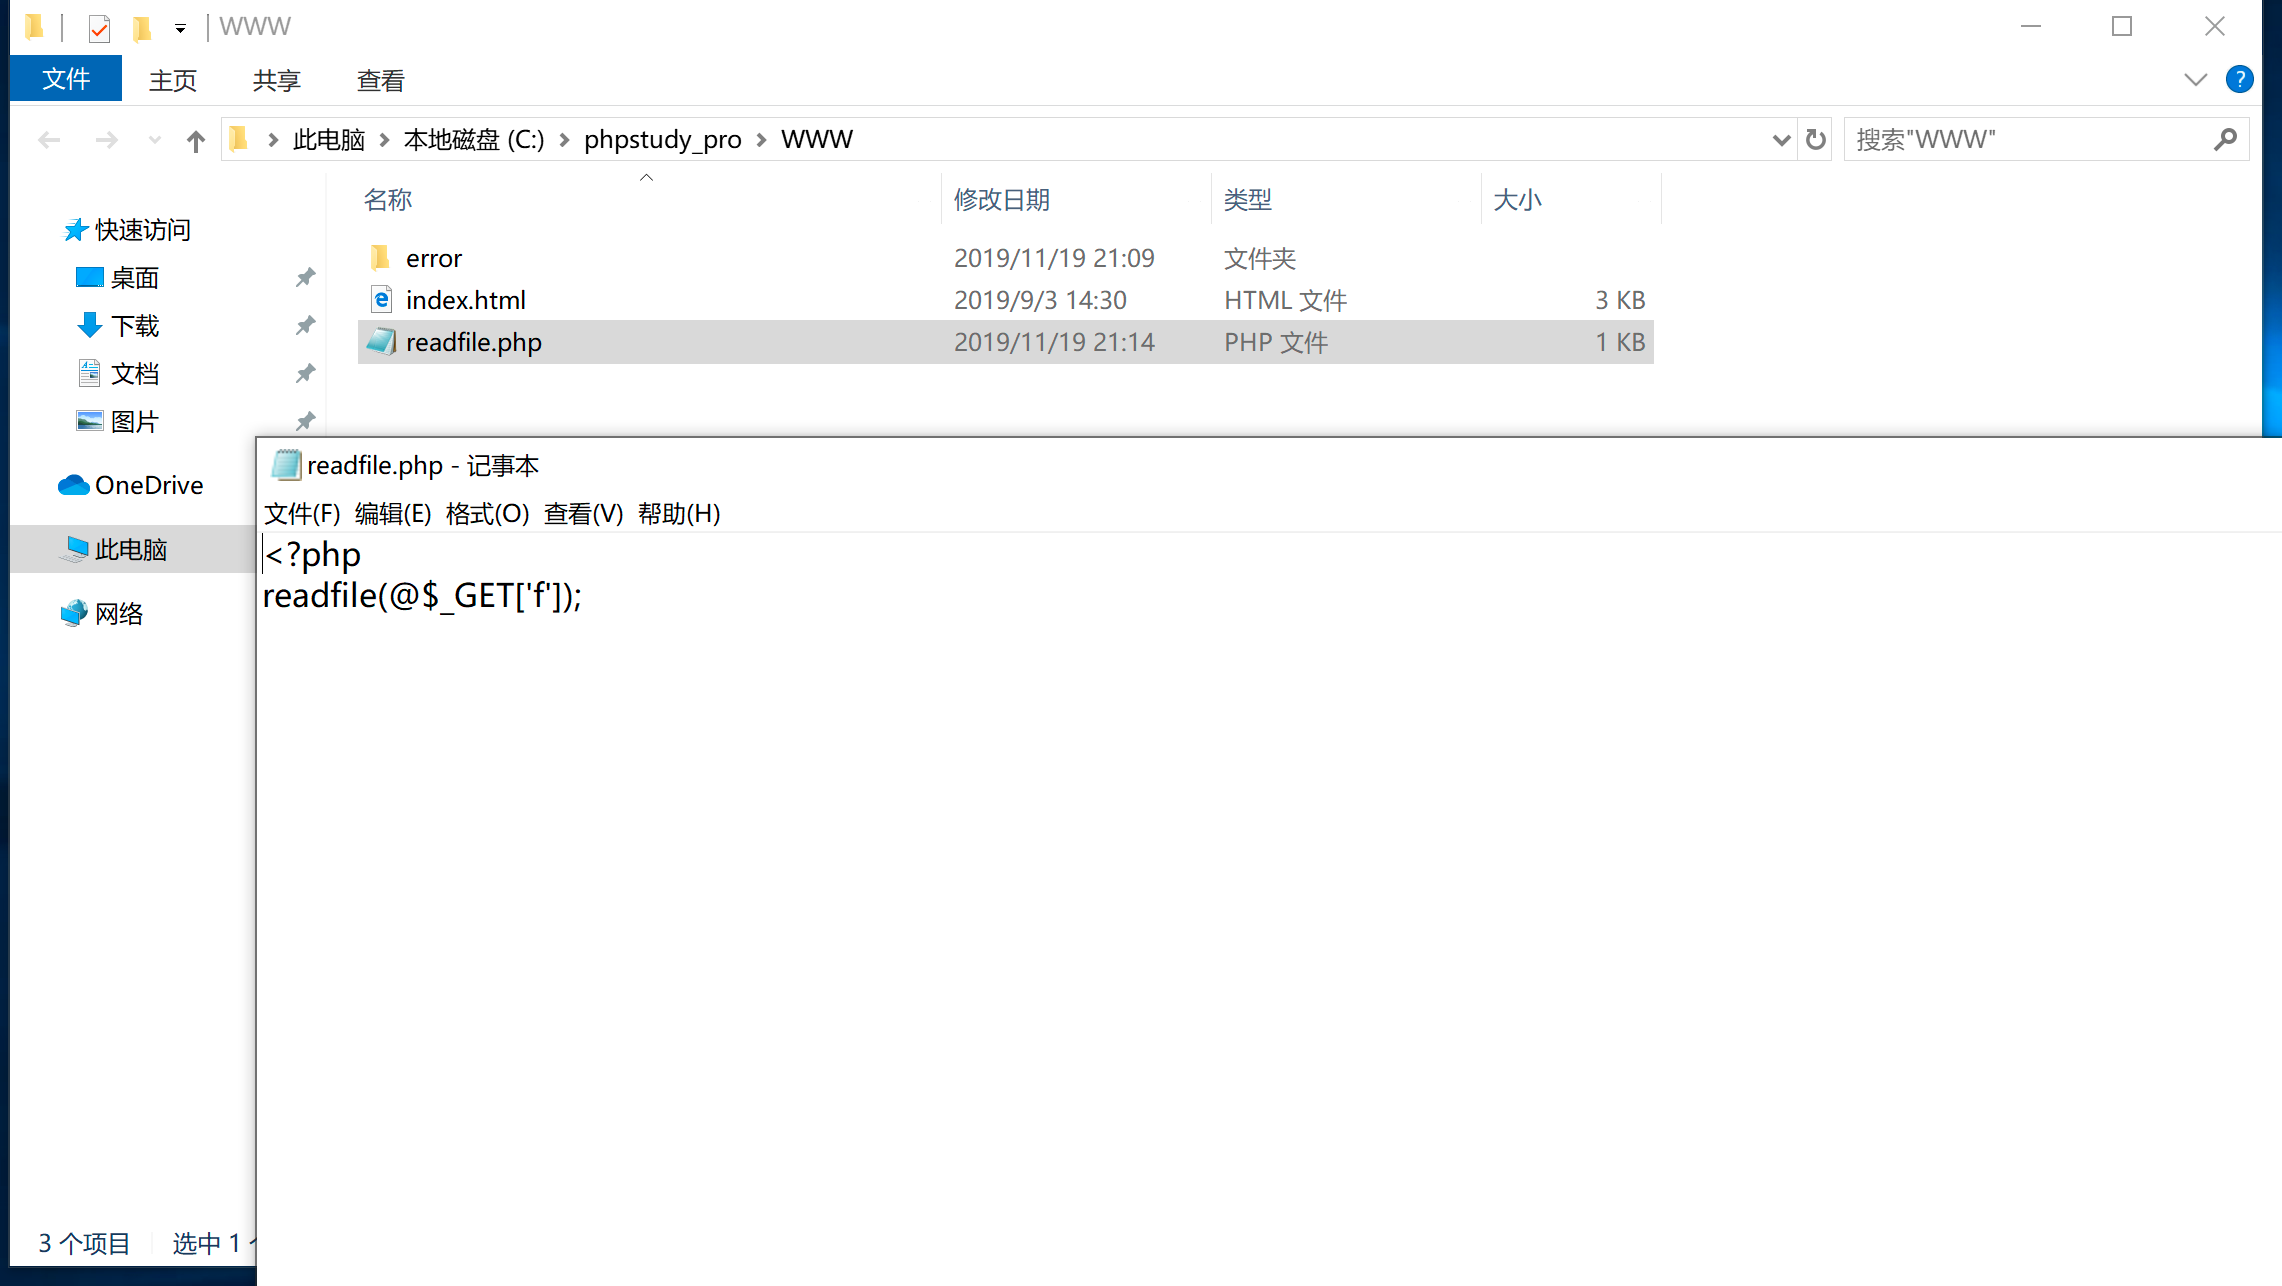 WWW
文件 主页 共享 查看
此电脑 本地磁盘 (C:) phpstudy_pro WWW 搜索"WWW"
名称 修改日期 类型 大小
快速访问
桌面
下载
文档
图片
OneDrive
此电脑
网络
error 2019/11/19 21:09 文件夹
index.html 2019/9/3 14:30 HTML 文件 3 KB
readfile.php 2019/11/19 21:14 PHP 文件 1 KB
readfile.php - 记事本
文件(F) 编辑(E) 格式(O) 查看(V) 帮助(H)
<?php
readfile(@$_GET['f']);
3 个项目 选中 1